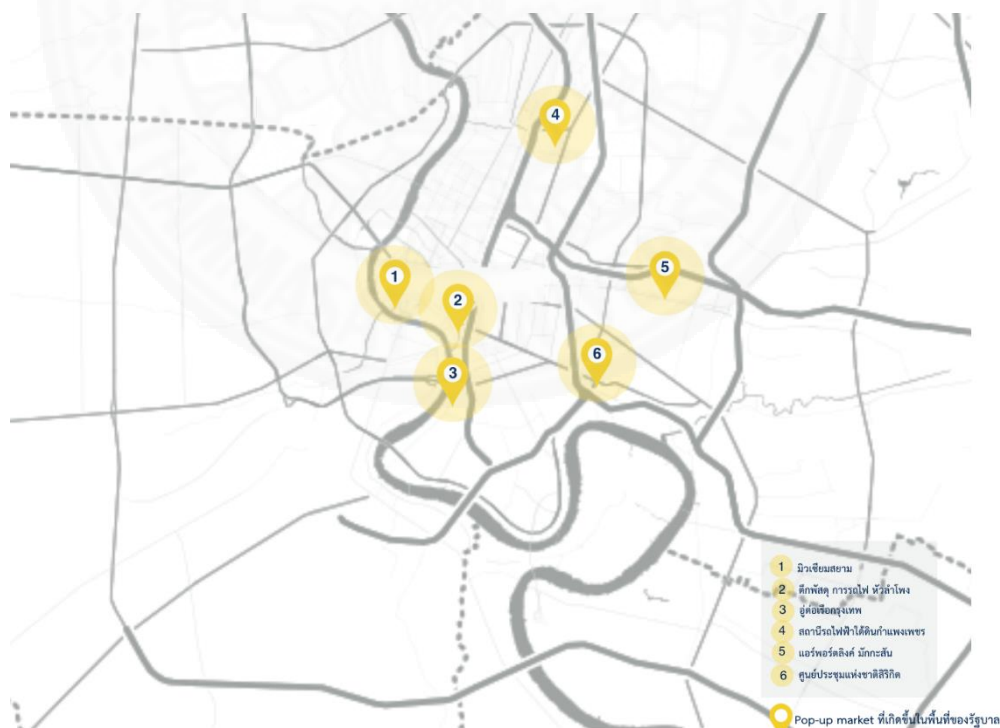 4
5
1
2
6
3
1 มิวเซียมสยาม
2 ตึกพัสดุ การรถไฟ หัวลำโพง
3 อู่ต่อเรือกรุงเทพ
4 สถานีรถไฟฟ้าใต้ดินกำแพงเพชร
5 แอร์พอร์ตลิงค์ มักกะสัน
6 ศูนย์ประชุมแห่งชาติสิริกิต
Pop-up market ที่เกิดขึ้นในพื้นที่ของรัฐบาล